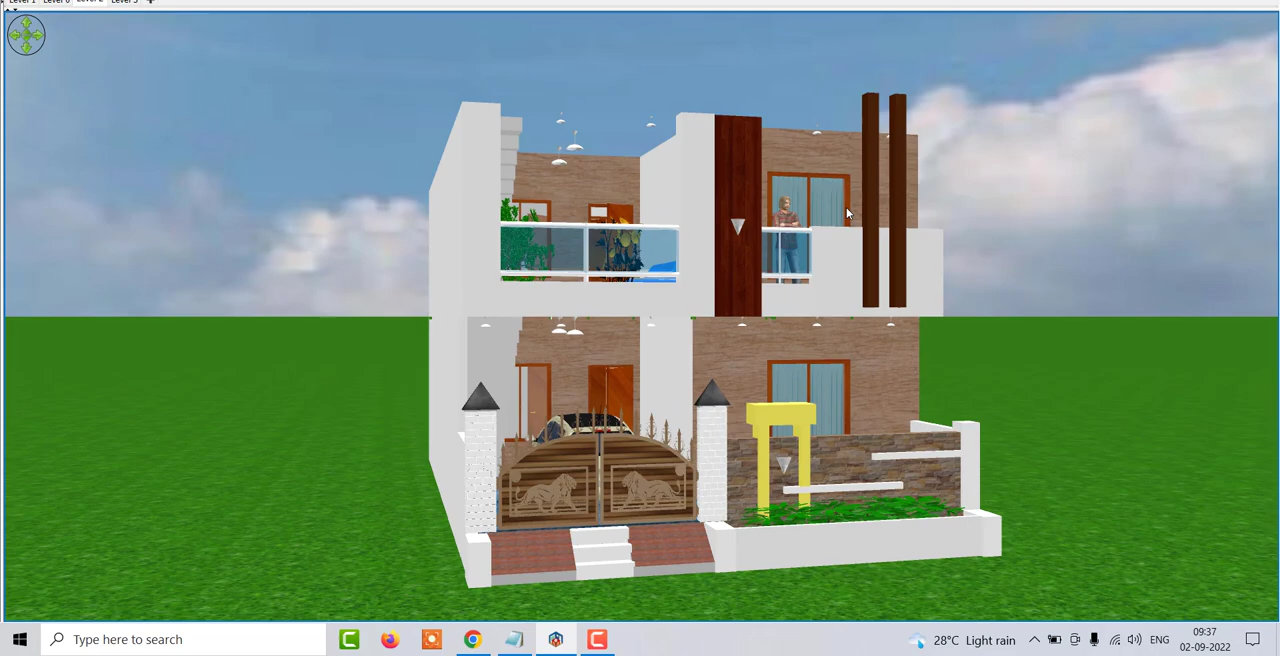 Level 1 Level 0 Level 2 Level 3
Type here to search
28°C Light rain
ENG
09:37
02-09-2022